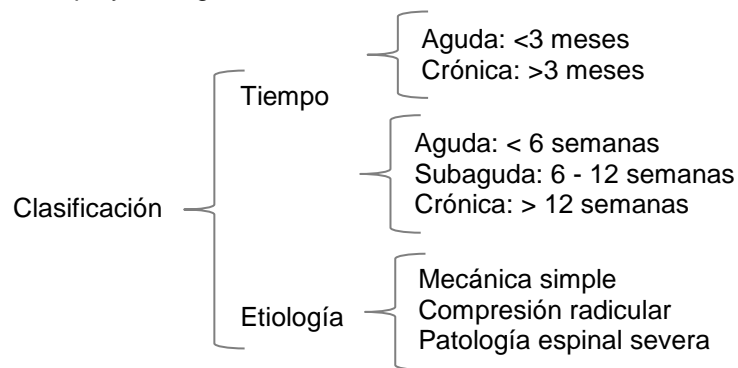 Clasificación
Tiempo
Aguda: <3 meses
Crónica: >3 meses
Aguda: < 6 semanas
Subaguda: 6 - 12 semanas
Crónica: > 12 semanas
Etiología
Mecánica simple
Compresión radicular
Patología espinal severa